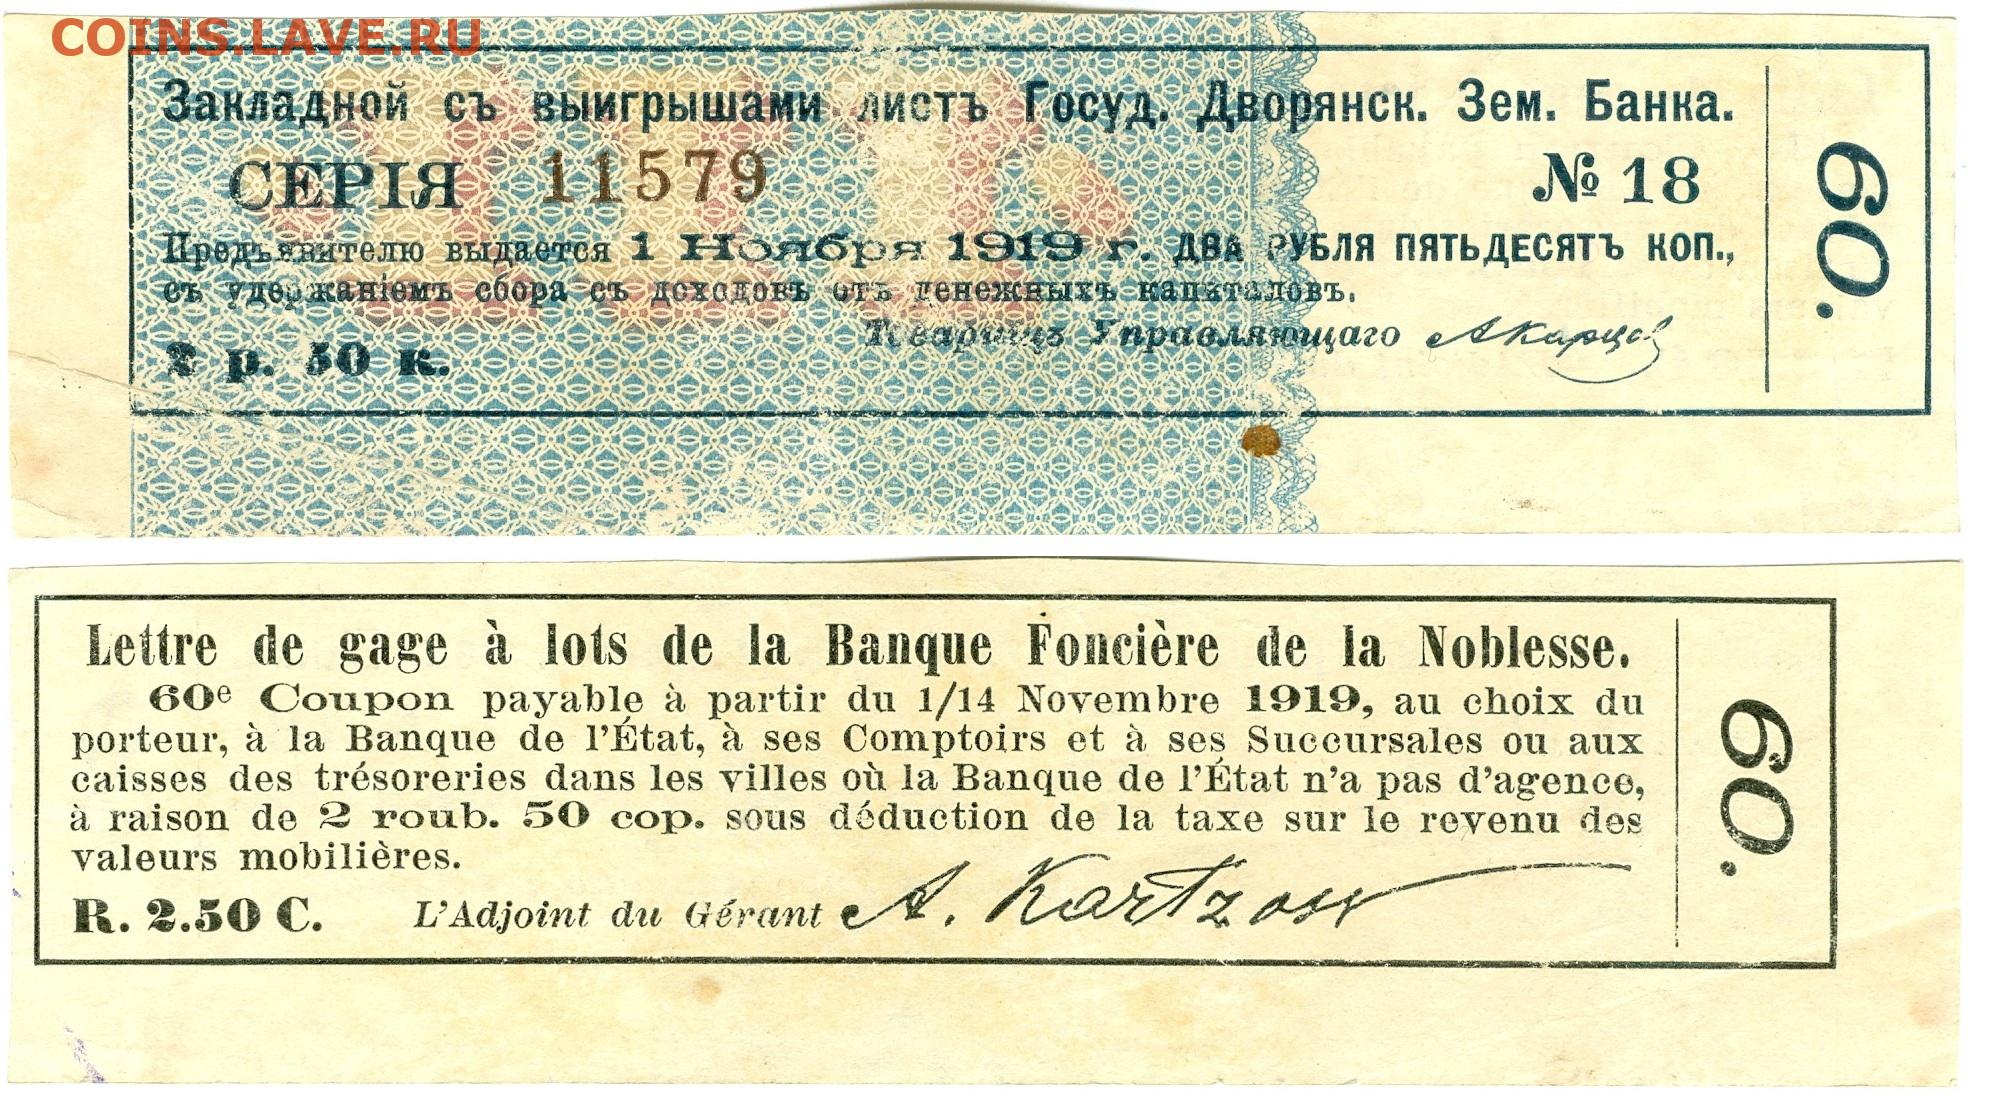 COINS.LAVE.RU
Закладной съ выигрышами листъ Госуд. Дворянск. Зем. Банка.
СЕРІЯ 11579 № 18
Предъявителю выдается 1 Ноября 1919 г. ДВА РУБЛЯ ПЯТЬДЕСЯТЪ КОП.,
съ удержаніемъ сбора съ доходовъ отъ денежныхъ капиталовъ.
Товарищъ Управляющаго АКарцов
2 р. 50 к.
60.
Lettre de gage à lots de la Banque Foncière de la Noblesse.
60e Coupon payable à partir du 1/14 Novembre 1919, au choix du
porteur, à la Banque de l'État, à ses Comptoirs et à ses Succursales ou aux
caisses des trésoreries dans les villes où la Banque de l'État n'a pas d'agence,
à raison de 2 roub. 50 cop. sous déduction de la taxe sur le revenu des
valeurs mobilières.
R. 2.50 C. L'Adjoint du Gérant A. Kartzow
60.